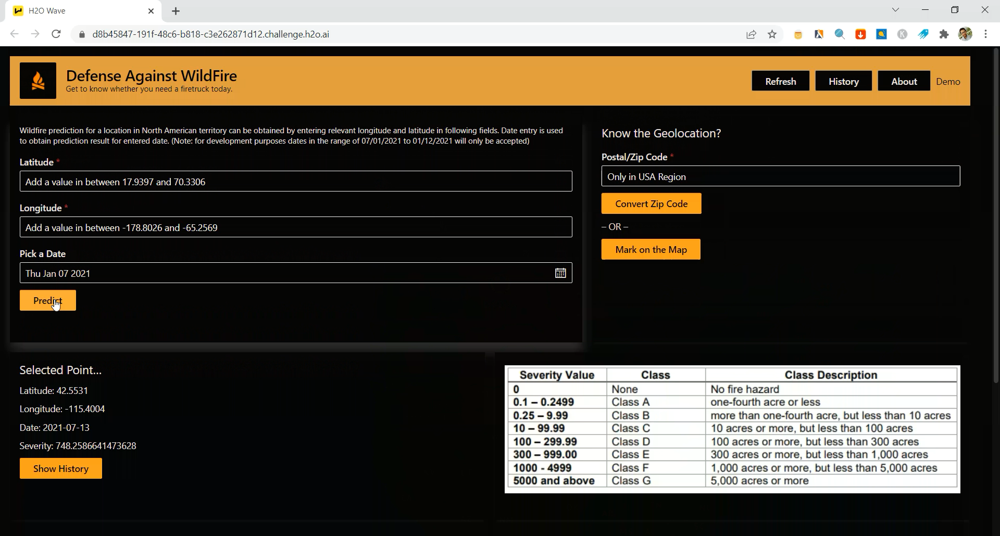 H2O Wave
d8b45847-191f-48c6-b818-c3e262871d12.challenge.h2o.ai
K
Defense Against WildFire
Get to know whether you need a firetruck today.
Refresh
History
About
Demo
Wildfire prediction for a location in North American territory can be obtained by entering relevant longitude and latitude in following fields. Date entry is used
to obtain prediction result for entered date. (Note: for development purposes dates in the range of 07/01/2021 to 01/12/2021 will only be accepted)
Latitude *
Add a value in between 17.9397 and 70.3306
Longitude *
Add a value in between -178.8026 and -65.2569
Pick a Date
Thu Jan 07 2021
Predict
Know the Geolocation?
Postal/Zip Code *
Only in USA Region
Convert Zip Code
– OR –
Mark on the Map
Selected Point...
Latitude: 42.5531
Longitude: -115.4004
Date: 2021-07-13
Severity: 748.2586641473628
Show History
Severity Value Class Class Description
0 None No fire hazard
0.1 – 0.2499 Class A one-fourth acre or less
0.25 – 9.99 Class B more than one-fourth acre, but less than 10 acres
10 – 99.99 Class C 10 acres or more, but less than 100 acres
100 – 299.99 Class D 100 acres or more, but less than 300 acres
300 – 999.00 Class E 300 acres or more, but less than 1,000 acres
1000 - 4999 Class F 1,000 acres or more, but less than 5,000 acres
5000 and above Class G 5,000 acres or more